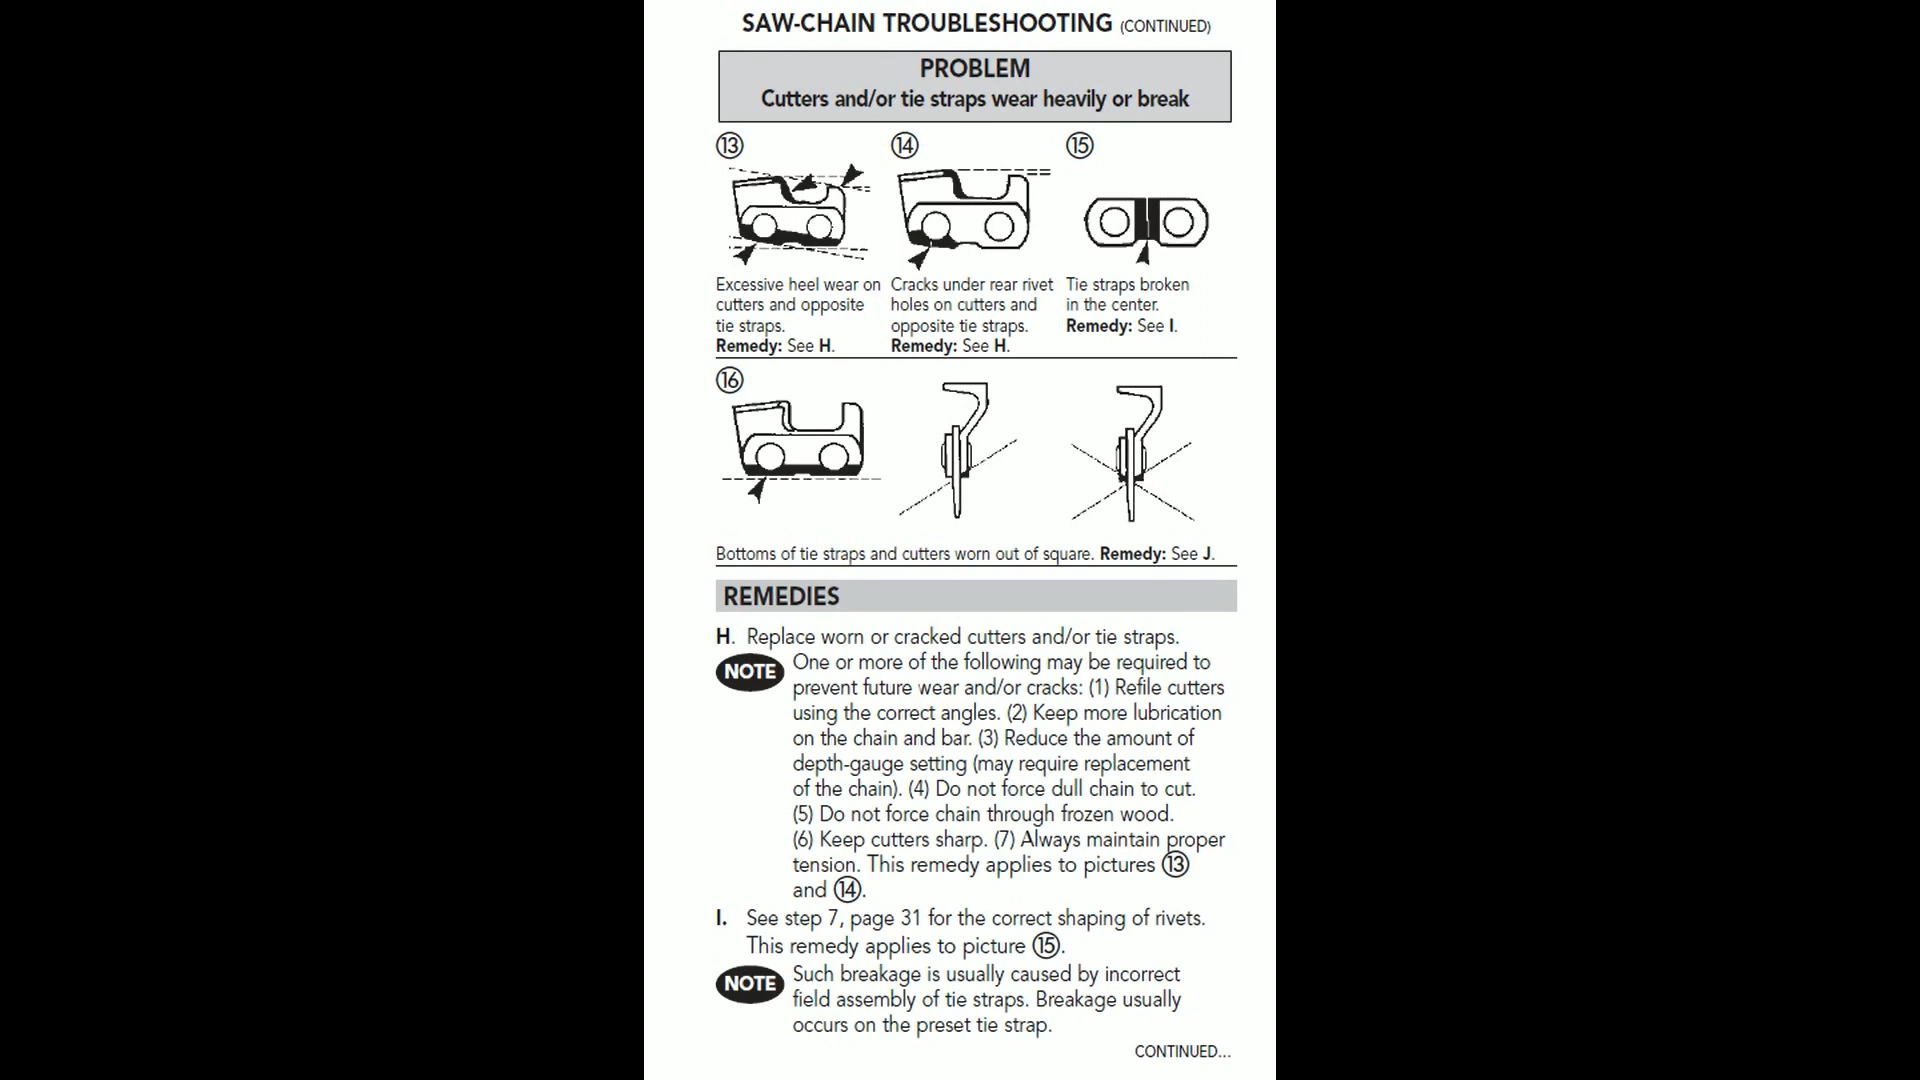 SAW-CHAIN TROUBLESHOOTING (CONTINUED)
PROBLEM
Cutters and/or tie straps wear heavily or break
13
Excessive heel wear on
cutters and opposite
tie straps.
Remedy: See H.
14
Cracks under rear rivet
holes on cutters and
opposite tie straps.
Remedy: See H.
15
Tie straps broken
in the center.
Remedy: See I.
16
Bottoms of tie straps and cutters worn out of square. Remedy: See J.
REMEDIES
H. Replace worn or cracked cutters and/or tie straps.
NOTE One or more of the following may be required to
prevent future wear and/or cracks: (1) Refile cutters
using the correct angles. (2) Keep more lubrication
on the chain and bar. (3) Reduce the amount of
depth-gauge setting (may require replacement
of the chain). (4) Do not force dull chain to cut.
(5) Do not force chain through frozen wood.
(6) Keep cutters sharp. (7) Always maintain proper
tension. This remedy applies to pictures 13
and 14.
I. See step 7, page 31 for the correct shaping of rivets.
This remedy applies to picture 15.
NOTE Such breakage is usually caused by incorrect
field assembly of tie straps. Breakage usually
occurs on the preset tie strap.
CONTINUED...